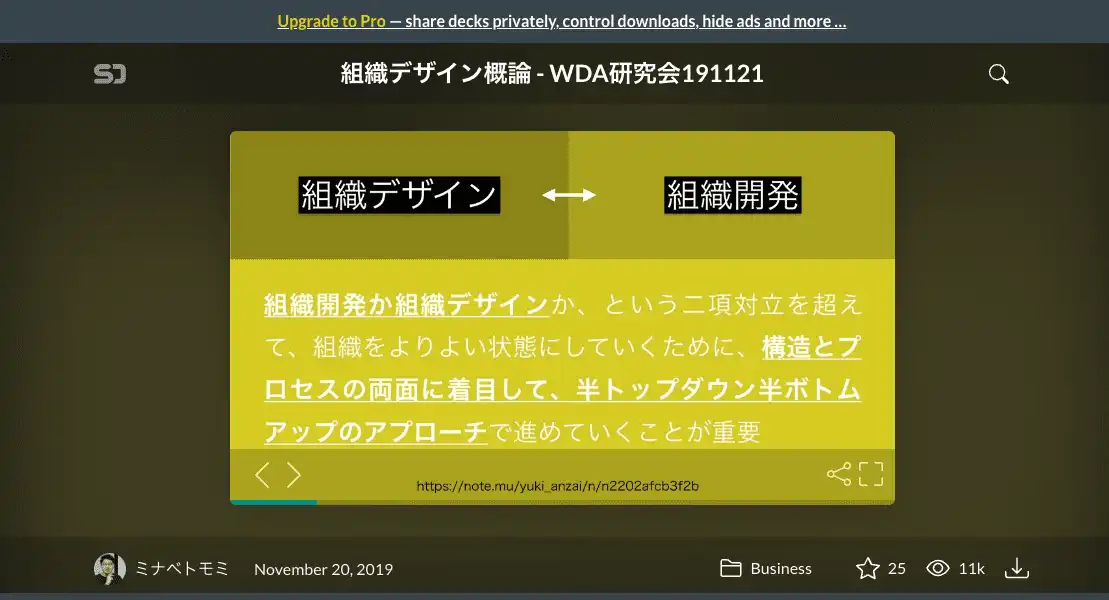 Upgrade to Pro — share decks privately, control downloads, hide ads and more …
組織デザイン概論 - WDA研究会191121
組織デザイン
組織開発
組織開発か組織デザインか、という二項対立を超え
て、組織をよりよい状態にしていくために、構造とプ
ロセスの両面に着目して、半トップダウン半ボトム
アップのアプローチで進めていくことが重要
https://note.mu/yuki_anzai/n/n2202afcb3f2b
ミナベトモミ
November 20, 2019
Business
25
11k